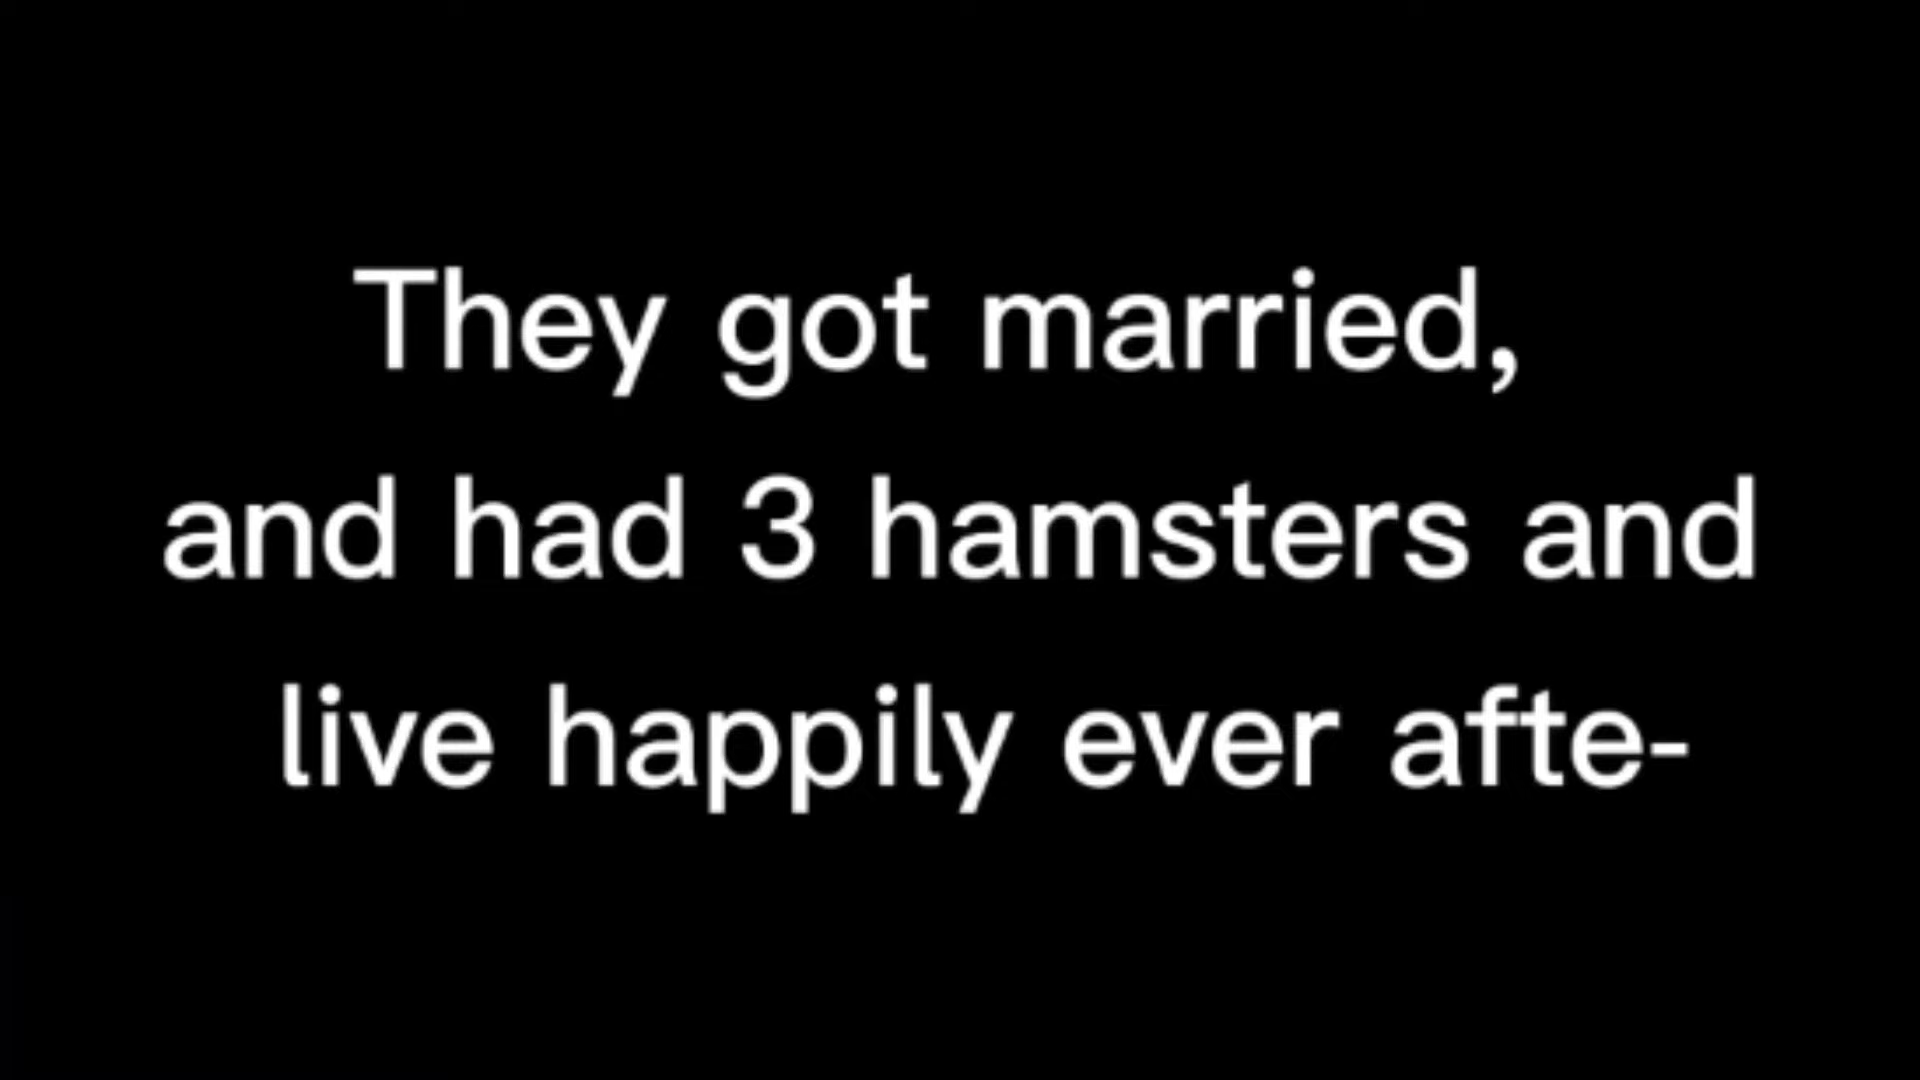 They got married,
and had 3 hamsters and
live happily ever afte-